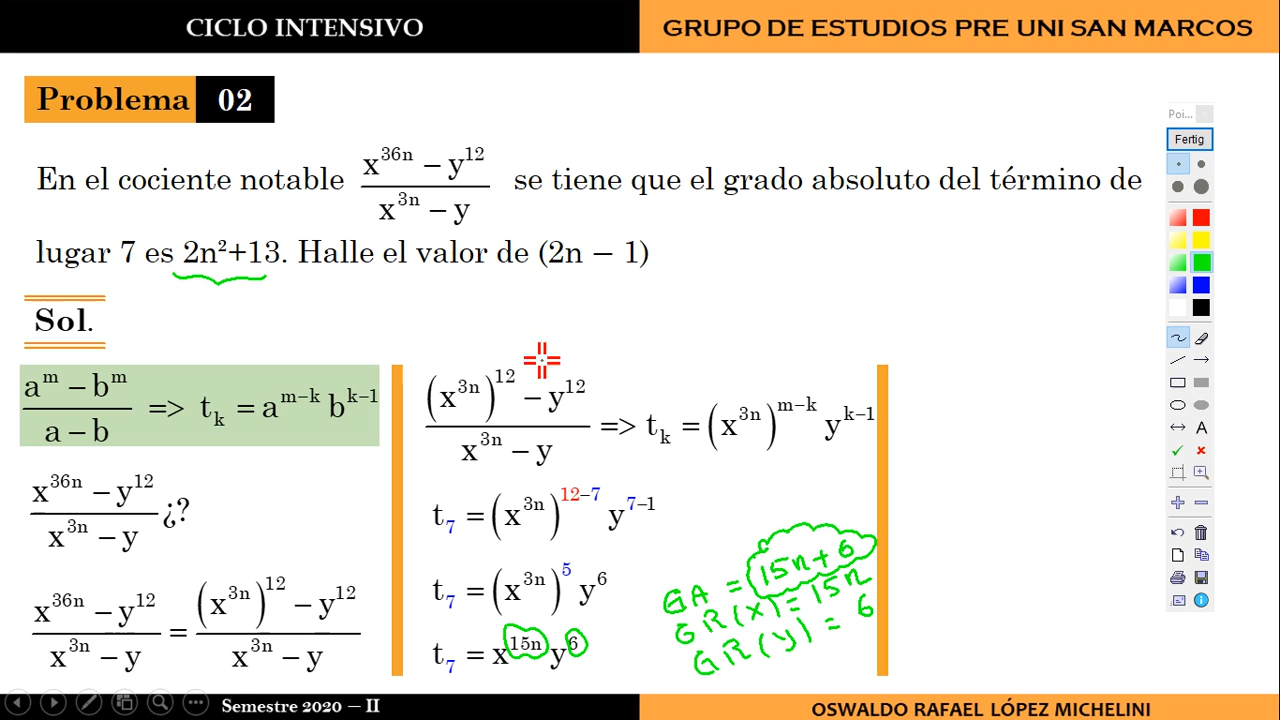 CICLO INTENSIVO
GRUPO DE ESTUDIOS PRE UNI SAN MARCOS
Problema 02
En el cociente notable (x^{36n} − y^{12})/(x^{3n} − y) se tiene que el grado absoluto del término de
lugar 7 es 2n²+13. Halle el valor de (2n − 1)
Sol.
(a^m − b^m)/(a − b) => t_k = a^{m−k} b^{k−1}
(x^{36n} − y^{12})/(x^{3n} − y) ¿?
(x^{36n} − y^{12})/(x^{3n} − y) = ((x^{3n})^{12} − y^{12})/(x^{3n} − y)
((x^{3n})^{12} − y^{12})/(x^{3n} − y) => t_k = (x^{3n})^{m−k} y^{k−1}
t_7 = (x^{3n})^{12−7} y^{7−1}
t_7 = (x^{3n})^5 y^6
t_7 = x^{15n} y^6
GA = 15n + 6
GR(x) = 15n
GR(y) = 6
Poi...
Fertig
A
Semestre 2020 – II
OSWALDO RAFAEL LÓPEZ MICHELINI